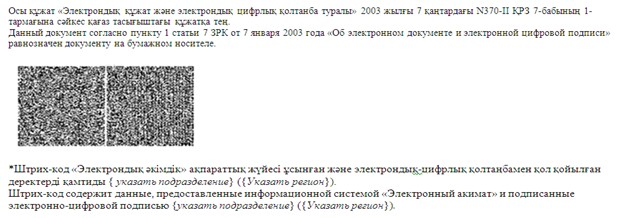 Осы құжат «Электрондық құжат және электрондық цифрлық қолтаңба туралы» 2003 жылғы 7 қаңтардағы N370-II ҚРЗ 7-бабының 1-
тармағына сәйкес қағаз тасығыштағы құжатқа тең.
Данный документ согласно пункту 1 статьи 7 ЗРК от 7 января 2003 года «Об электронном документе и электронной цифровой подписи»
равнозначен документу на бумажном носителе.
*Штрих-код «Электрондық әкімдік» ақпараттық жүйесі ұсынған және электрондық-цифрлық қолтаңбамен қол қойылған
деректерді қамтиды { указать подразделение} ({Указать регион}).
Штрих-код содержит данные, предоставленные информационной системой «Электронный акимат» и подписанные
электронно-цифровой подписью {указать подразделение} ({Указать регион}).